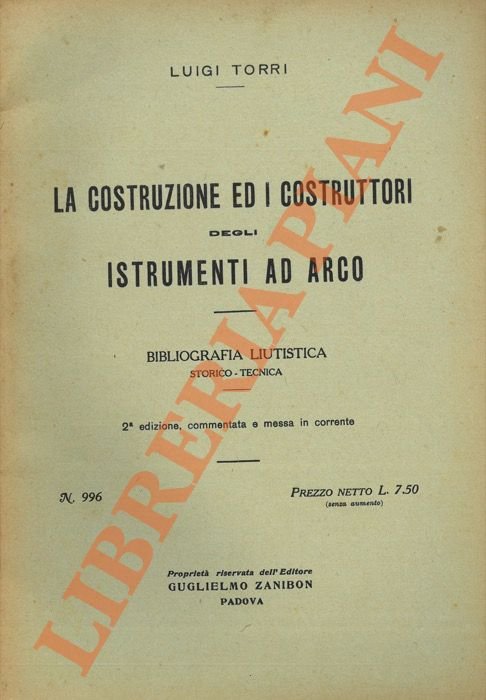 LUIGI TORRI
LA COSTRUZIONE ED I COSTRUTTORI
DEGLI
ISTRUMENTI AD ARCO
BIBLIOGRAFIA LIUTISTICA
STORICO - TECNICA
2ª edizione, commentata e messa in corrente
N. 996
PREZZO NETTO L. 7.50
(senza aumento)
Proprietà riservata dell'Editore
GUGLIELMO ZANIBON
PADOVA
LIBRERIA PIANI